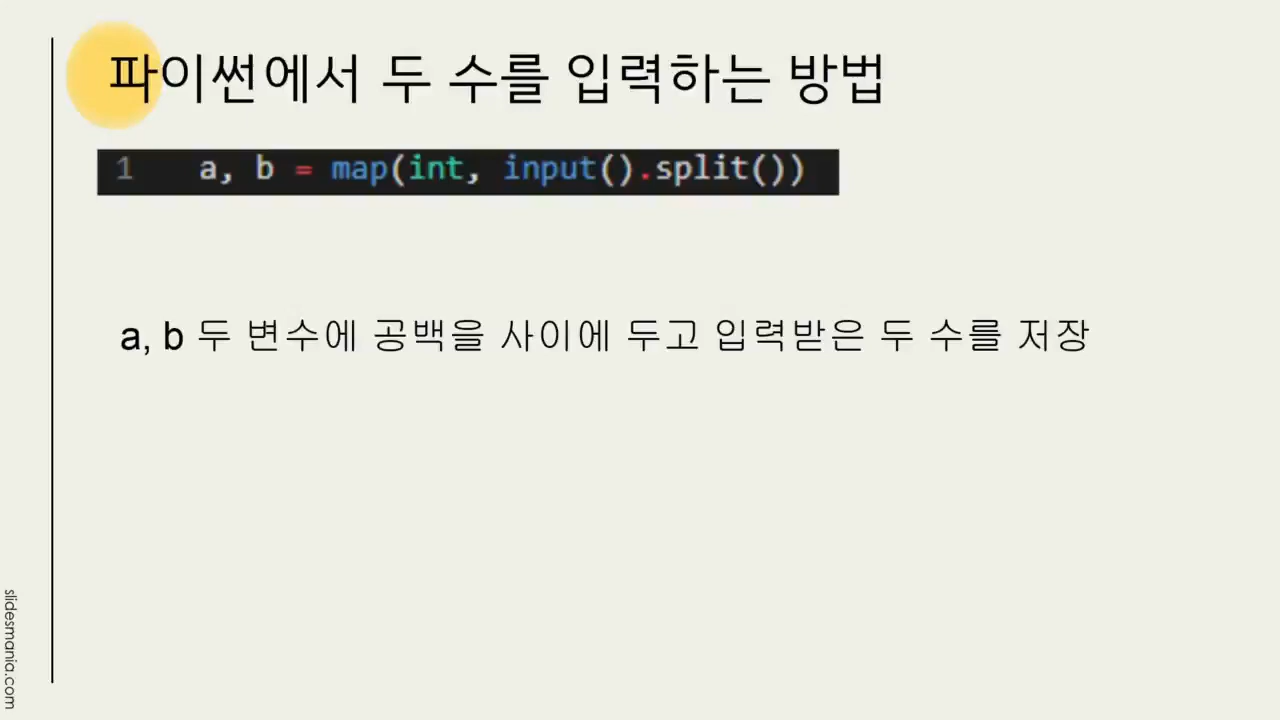 파이썬에서 두 수를 입력하는 방법
1 a, b = map(int, input().split())
a, b 두 변수에 공백을 사이에 두고 입력받은 두 수를 저장
slidesmania.com